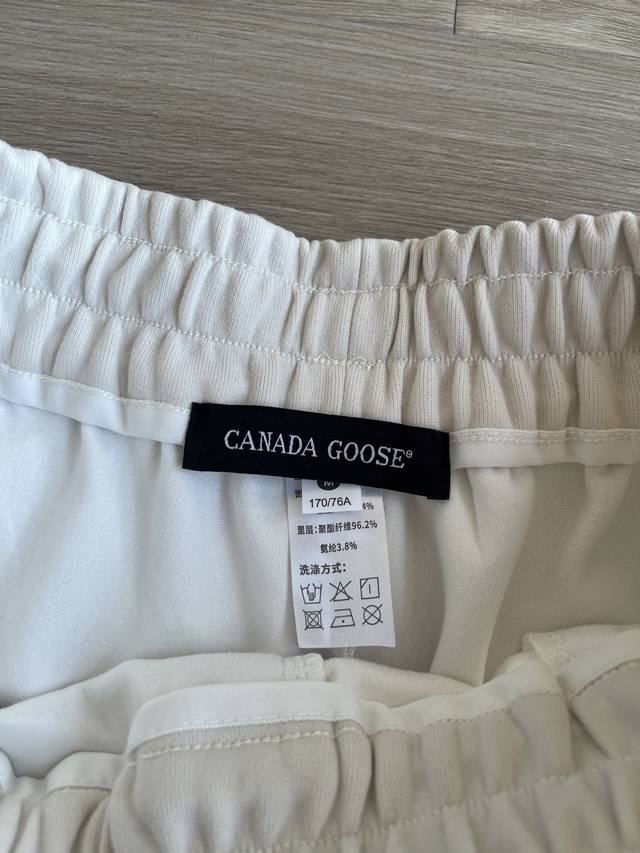 CANADA GOOSE®
M
170/76A
4%
里层：聚酯纤维96.2%
氨纶3.8%
洗涤方式：